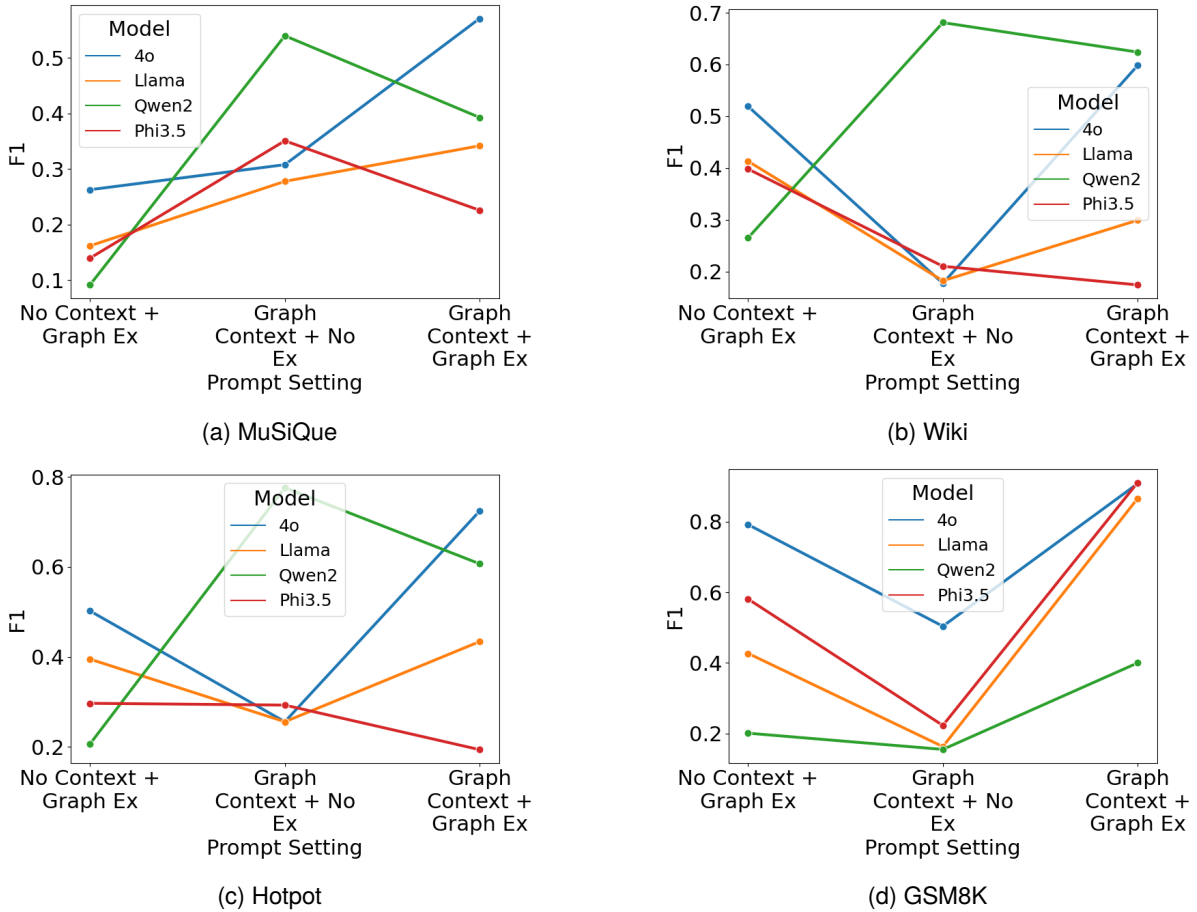 0.5
0.4
0.3
0.2
0.1
F1
Model
4o
Llama
Qwen2
Phi3.5
No Context +
Graph Ex
Graph
Context + No
Ex
Graph
Context +
Graph Ex
Prompt Setting
(a) MuSiQue
0.7
0.6
0.5
0.4
0.3
0.2
F1
Model
4o
Llama
Qwen2
Phi3.5
No Context +
Graph Ex
Graph
Context + No
Ex
Graph
Context +
Graph Ex
Prompt Setting
(b) Wiki
0.8
0.6
0.4
0.2
F1
Model
4o
Llama
Qwen2
Phi3.5
No Context +
Graph Ex
Graph
Context + No
Ex
Graph
Context +
Graph Ex
Prompt Setting
(c) Hotpot
0.8
0.6
0.4
0.2
F1
Model
4o
Llama
Qwen2
Phi3.5
No Context +
Graph Ex
Graph
Context + No
Ex
Graph
Context +
Graph Ex
Prompt Setting
(d) GSM8K